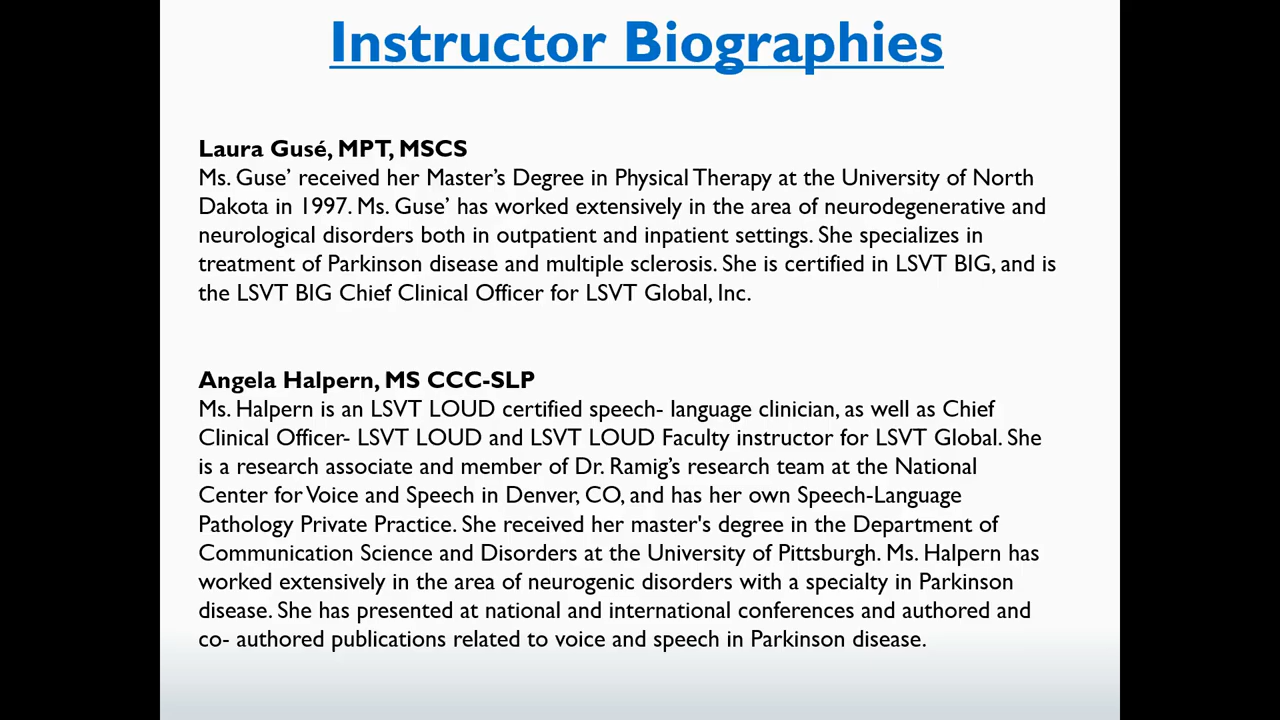 Instructor Biographies
Laura Gusé, MPT, MSCS
Ms. Guse’ received her Master’s Degree in Physical Therapy at the University of North
Dakota in 1997. Ms. Guse’ has worked extensively in the area of neurodegenerative and
neurological disorders both in outpatient and inpatient settings. She specializes in
treatment of Parkinson disease and multiple sclerosis. She is certified in LSVT BIG, and is
the LSVT BIG Chief Clinical Officer for LSVT Global, Inc.
Angela Halpern, MS CCC-SLP
Ms. Halpern is an LSVT LOUD certified speech- language clinician, as well as Chief
Clinical Officer- LSVT LOUD and LSVT LOUD Faculty instructor for LSVT Global. She
is a research associate and member of Dr. Ramig’s research team at the National
Center for Voice and Speech in Denver, CO, and has her own Speech-Language
Pathology Private Practice. She received her master's degree in the Department of
Communication Science and Disorders at the University of Pittsburgh. Ms. Halpern has
worked extensively in the area of neurogenic disorders with a specialty in Parkinson
disease. She has presented at national and international conferences and authored and
co- authored publications related to voice and speech in Parkinson disease.